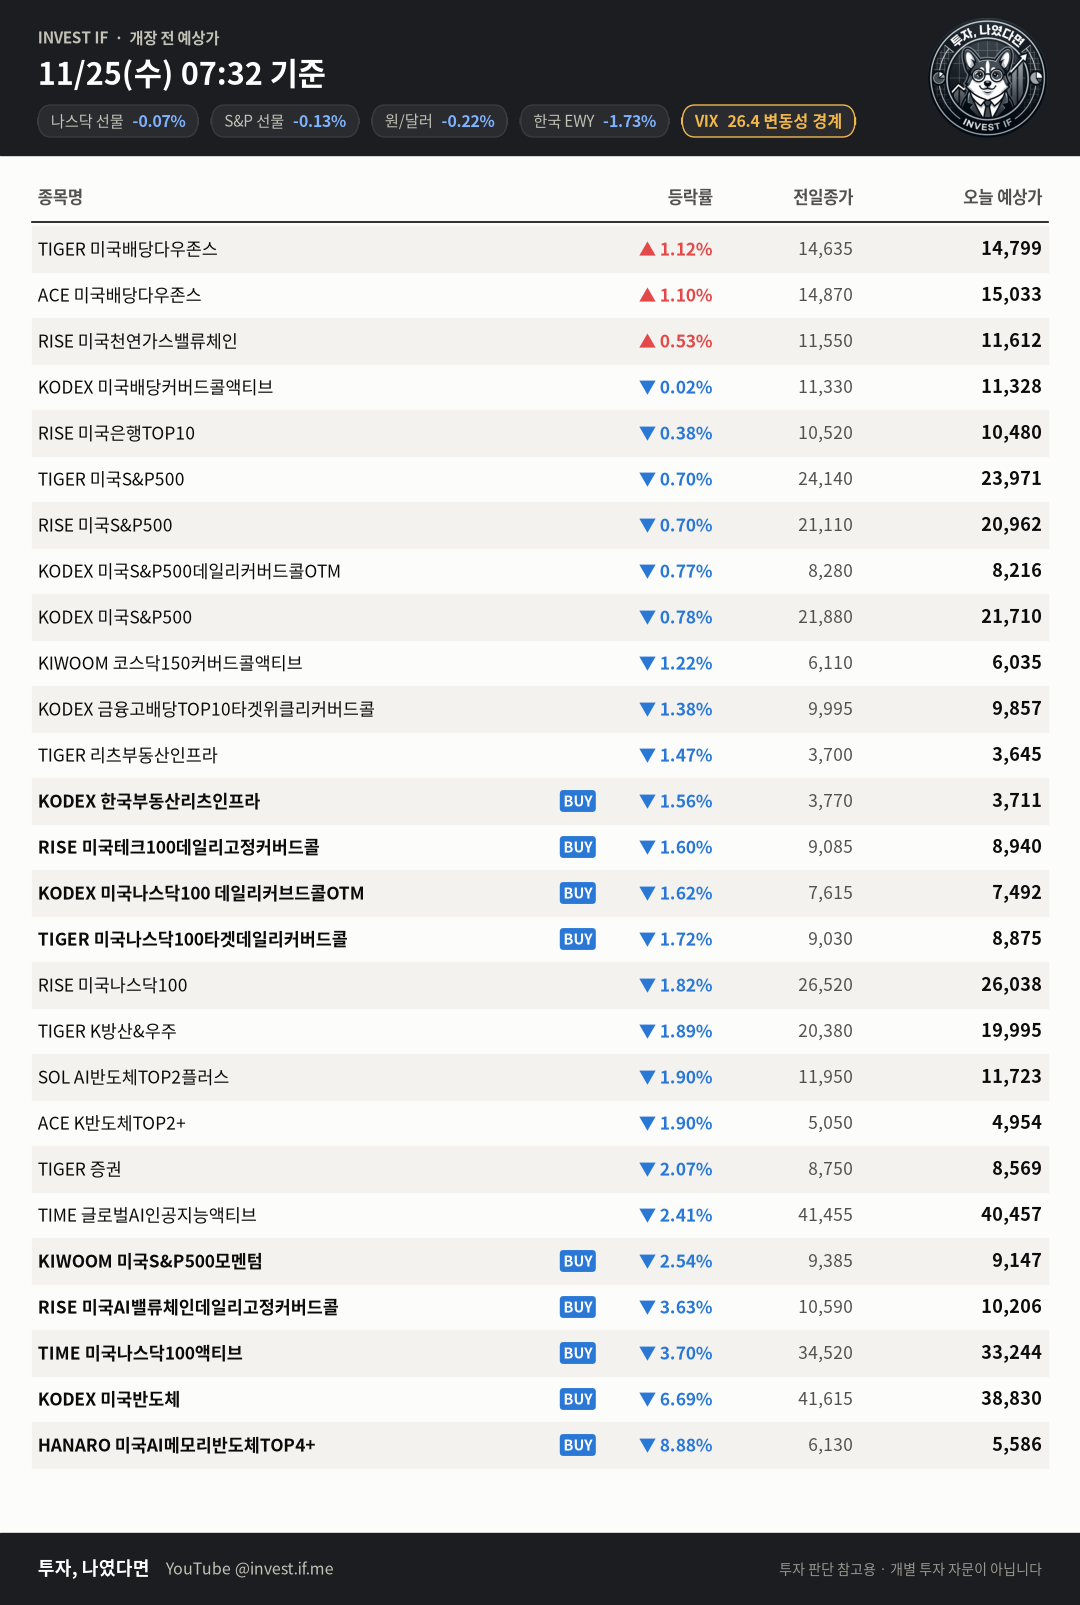 INVEST IF · 개장 전 예상가
11/25(수) 07:32 기준
나스닥 선물 -0.07% S&P 선물 -0.13% 원/달러 -0.22% 한국 EWY -1.73% VIX 26.4 변동성 경계
투자, 나였다면
INVEST IF
종목명 등락률 전일종가 오늘 예상가
TIGER 미국배당다우존스 ▲ 1.12% 14,635 14,799
ACE 미국배당다우존스 ▲ 1.10% 14,870 15,033
RISE 미국천연가스밸류체인 ▲ 0.53% 11,550 11,612
KODEX 미국배당커버드콜액티브 ▼ 0.02% 11,330 11,328
RISE 미국은행TOP10 ▼ 0.38% 10,520 10,480
TIGER 미국S&P500 ▼ 0.70% 24,140 23,971
RISE 미국S&P500 ▼ 0.70% 21,110 20,962
KODEX 미국S&P500데일리커버드콜OTM ▼ 0.77% 8,280 8,216
KODEX 미국S&P500 ▼ 0.78% 21,880 21,710
KIWOOM 코스닥150커버드콜액티브 ▼ 1.22% 6,110 6,035
KODEX 금융고배당TOP10타겟위클리커버드콜 ▼ 1.38% 9,995 9,857
TIGER 리츠부동산인프라 ▼ 1.47% 3,700 3,645
KODEX 한국부동산리츠인프라 BUY ▼ 1.56% 3,770 3,711
RISE 미국테크100데일리고정커버드콜 BUY ▼ 1.60% 9,085 8,940
KODEX 미국나스닥100 데일리커브드콜OTM BUY ▼ 1.62% 7,615 7,492
TIGER 미국나스닥100타겟데일리커버드콜 BUY ▼ 1.72% 9,030 8,875
RISE 미국나스닥100 ▼ 1.82% 26,520 26,038
TIGER K방산&우주 ▼ 1.89% 20,380 19,995
SOL AI반도체TOP2플러스 ▼ 1.90% 11,950 11,723
ACE K반도체TOP2+ ▼ 1.90% 5,050 4,954
TIGER 증권 ▼ 2.07% 8,750 8,569
TIME 글로벌AI인공지능액티브 ▼ 2.41% 41,455 40,457
KIWOOM 미국S&P500모멘텀 BUY ▼ 2.54% 9,385 9,147
RISE 미국AI밸류체인데일리고정커버드콜 BUY ▼ 3.63% 10,590 10,206
TIME 미국나스닥100액티브 BUY ▼ 3.70% 34,520 33,244
KODEX 미국반도체 BUY ▼ 6.69% 41,615 38,830
HANARO 미국AI메모리반도체TOP4+ BUY ▼ 8.88% 6,130 5,586
투자, 나였다면 YouTube @invest.if.me 투자 판단 참고용 · 개별 투자 자문이 아닙니다